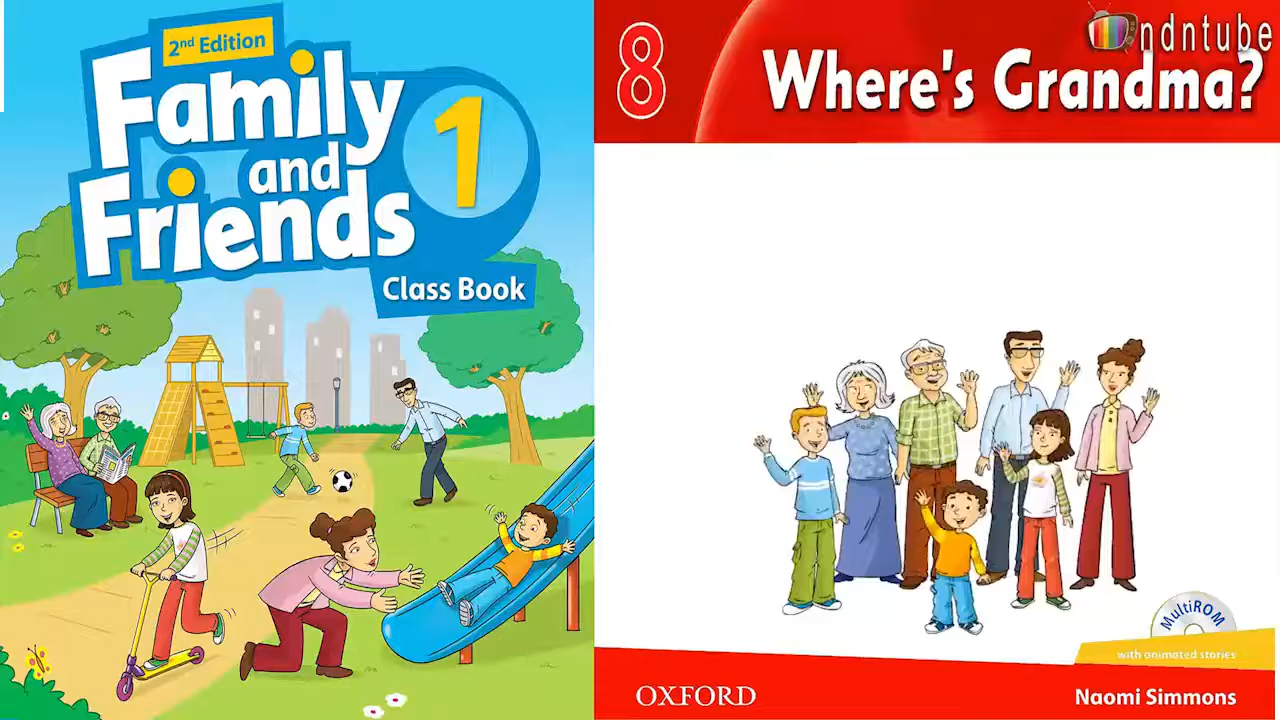 2nd Edition
Family
and
Friends
1
Class Book
8
Where's Grandma?
ndntube
MultiROM
with animated stories
OXFORD
Naomi Simmons